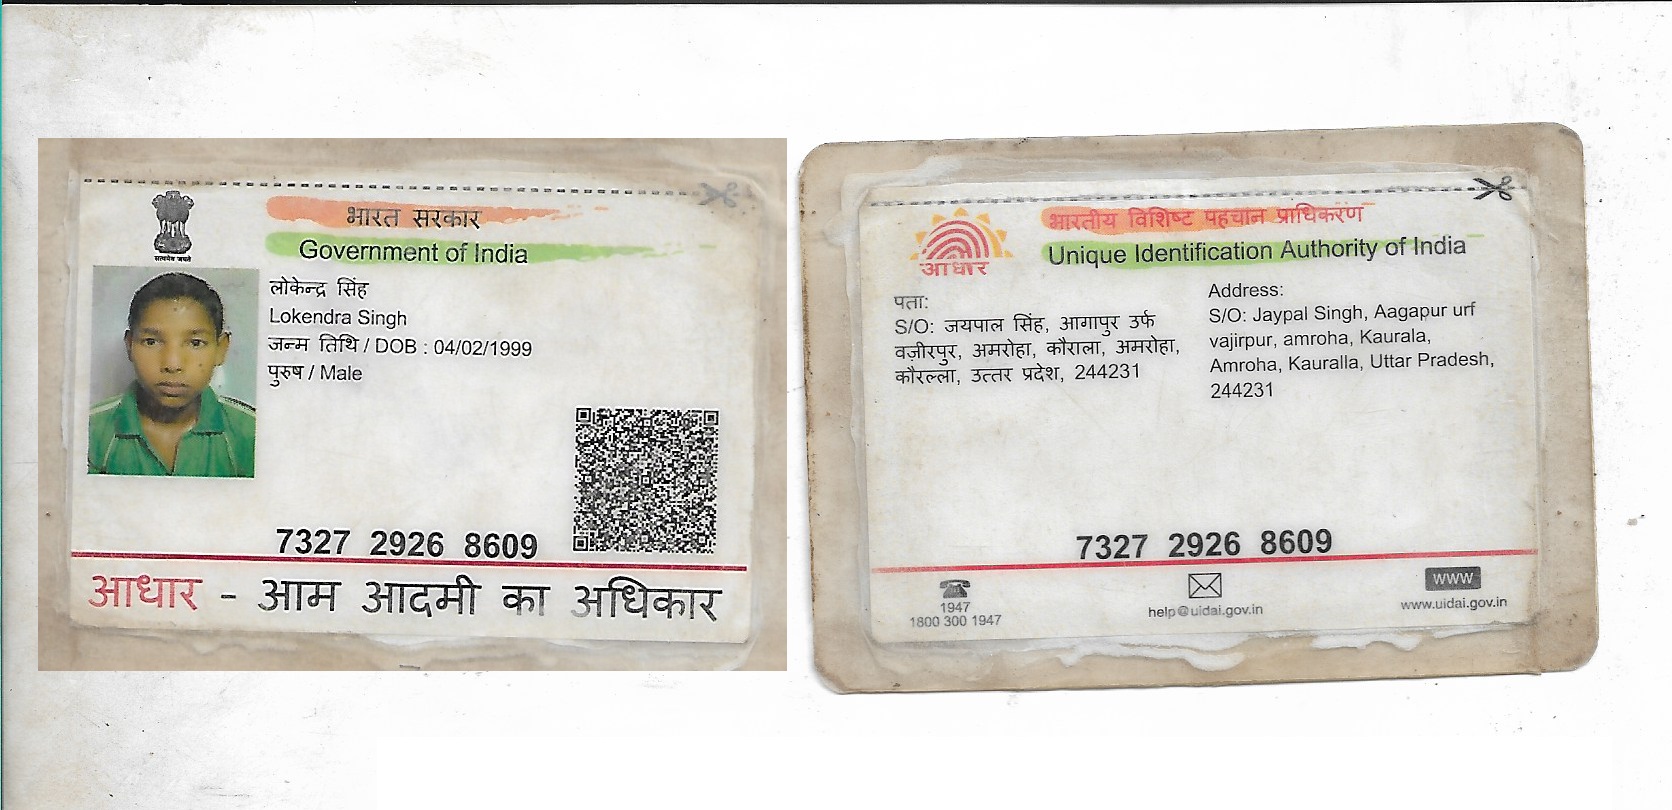 भारत सरकार
Government of India
सत्यमेव जयते
लोकेन्द्र सिंह
Lokendra Singh
जन्म तिथि / DOB : 04/02/1999
पुरुष / Male
7327 2926 8609
आधार - आम आदमी का अधिकार
भारतीय विशिष्ट पहचान प्राधिकरण
Unique Identification Authority of India
आधार
पता:
S/O: जयपाल सिंह, आगापुर उर्फ
वज़ीरपुर, अमरोहा, कौराला, अमरोहा,
कौरल्ला, उत्तर प्रदेश, 244231
Address:
S/O: Jaypal Singh, Aagapur urf
vajirpur, amroha, Kaurala,
Amroha, Kauralla, Uttar Pradesh,
244231
7327 2926 8609
1947
1800 300 1947
help@uidai.gov.in
www
www.uidai.gov.in